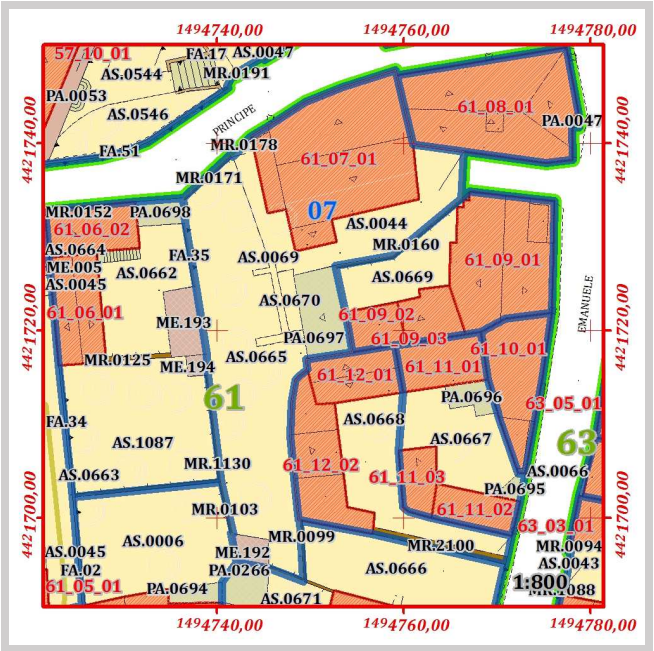 1494740,00 1494760,00 1494780,00
57_10_01 FA.17 AS.0047
AS.0544 MR.0191
PA.0053
AS.0546 61_08_01
PA.0047
PRINCIPE
4421740,00 4421740,00
FA.51 MR.0178
61_07_01
MR.0171
MR.0152 PA.0698 07
61_06_02 AS.0044
AS.0664 FA.35 MR.0160
ME.005 AS.0069 61_09_01
AS.0662 AS.0669
AS.0045
AS.0670 EMANUELE
61_06_01 61_09_02
4421720,00 4421720,00
ME.193 PA.0697 61_09_03
61_10_01
MR.0125 AS.0665
ME.194 61_12_01 61_11_01
61 PA.0696
63_05_01
AS.0668
FA.34
AS.1087 AS.0667 63
MR.1130 61_12_02
AS.0663 61_11_03 AS.0066
PA.0695
4421700,00 4421700,00
MR.0103 61_11_02
63_03_01
AS.0006 MR.0099
AS.0045 ME.192 MR.2100 MR.0094
FA.02 PA.0266 AS.0666 AS.0043
61_05_01 PA.0694 1:800
AS.0671 MR.1088
1494740,00 1494760,00 1494780,00